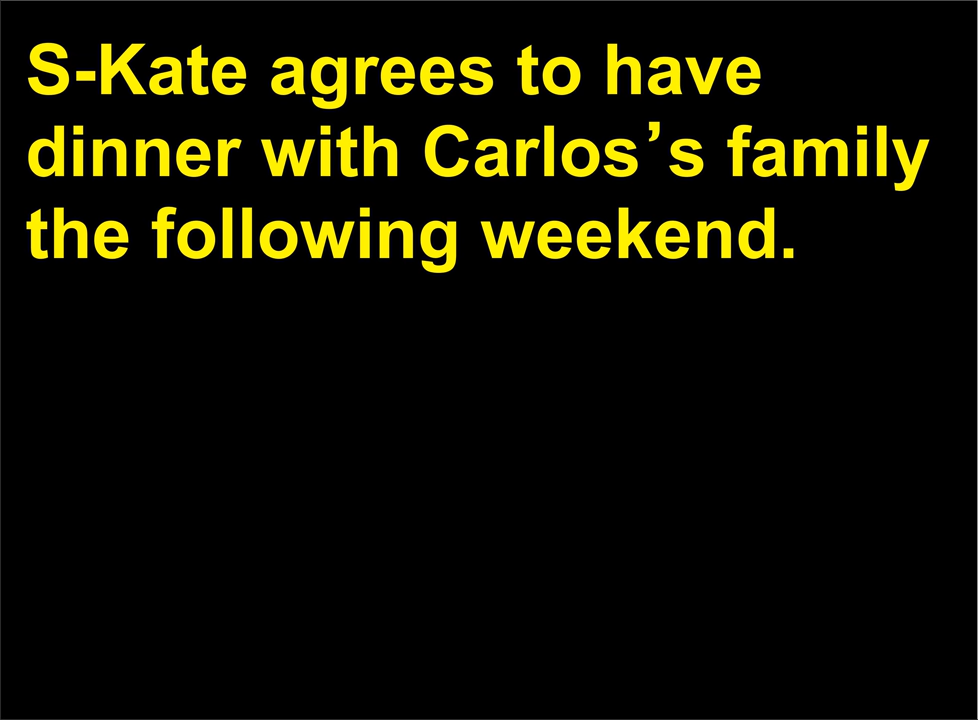 S-Kate agrees to have
dinner with Carlos’s family
the following weekend.